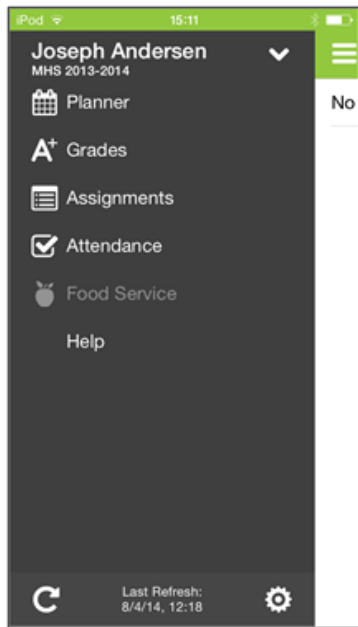 iPod 15:11
Joseph Andersen
MHS 2013-2014
Planner
A+ Grades
Assignments
Attendance
Food Service
Help
Last Refresh:
8/4/14, 12:18
No